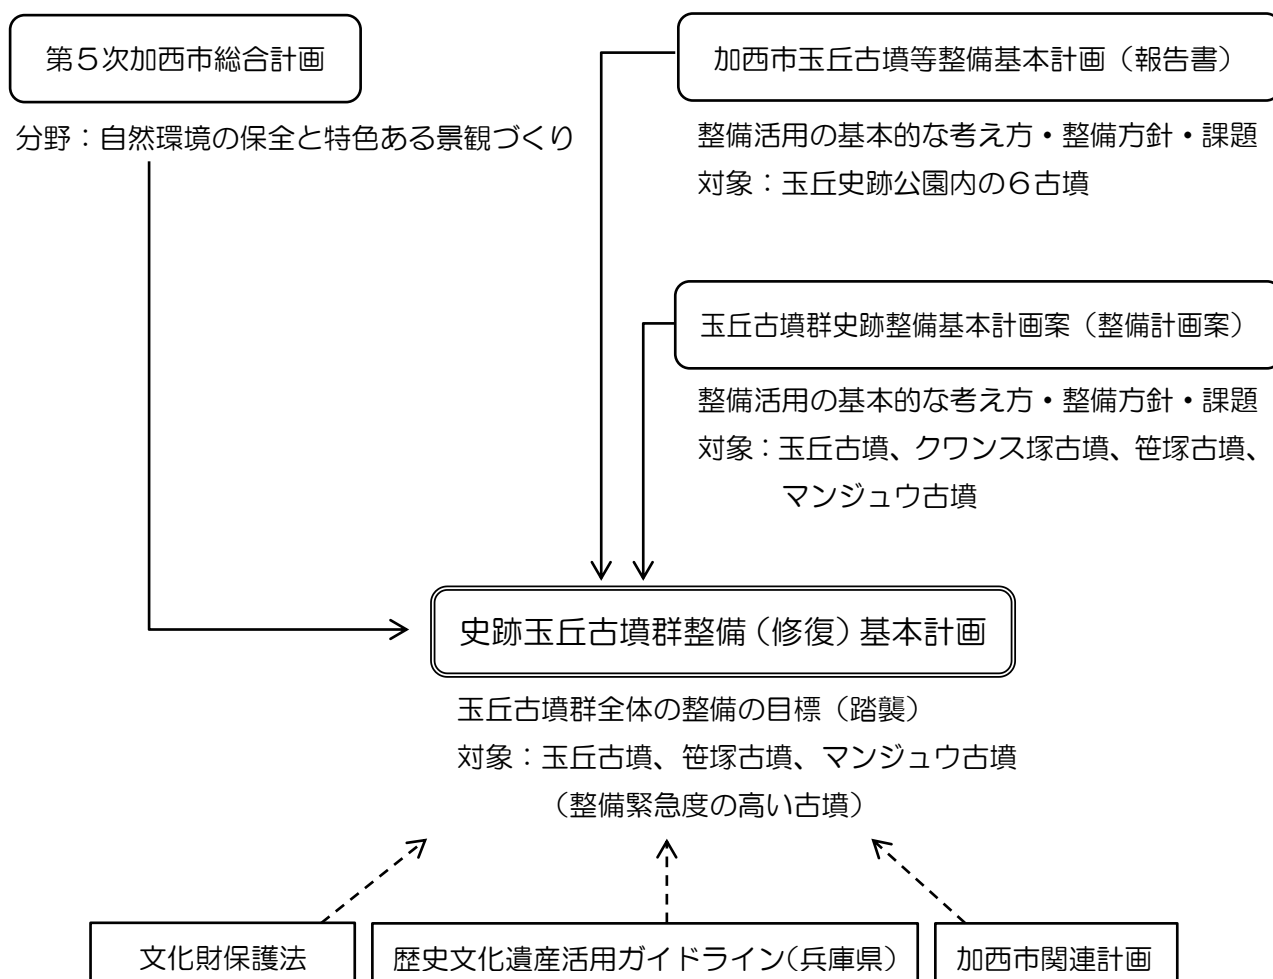 第５次加西市総合計画
分野：自然環境の保全と特色ある景観づくり
加西市玉丘古墳等整備基本計画（報告書）
整備活用の基本的な考え方・整備方針・課題
対象：玉丘史跡公園内の６古墳
玉丘古墳群史跡整備基本計画案（整備計画案）
整備活用の基本的な考え方・整備方針・課題
対象：玉丘古墳、クワンス塚古墳、笹塚古墳、
マンジュウ古墳
史跡玉丘古墳群整備（修復）基本計画
玉丘古墳群全体の整備の目標（踏襲）
対象：玉丘古墳、笹塚古墳、マンジュウ古墳
（整備緊急度の高い古墳）
文化財保護法
歴史文化遺産活用ガイドライン（兵庫県）
加西市関連計画